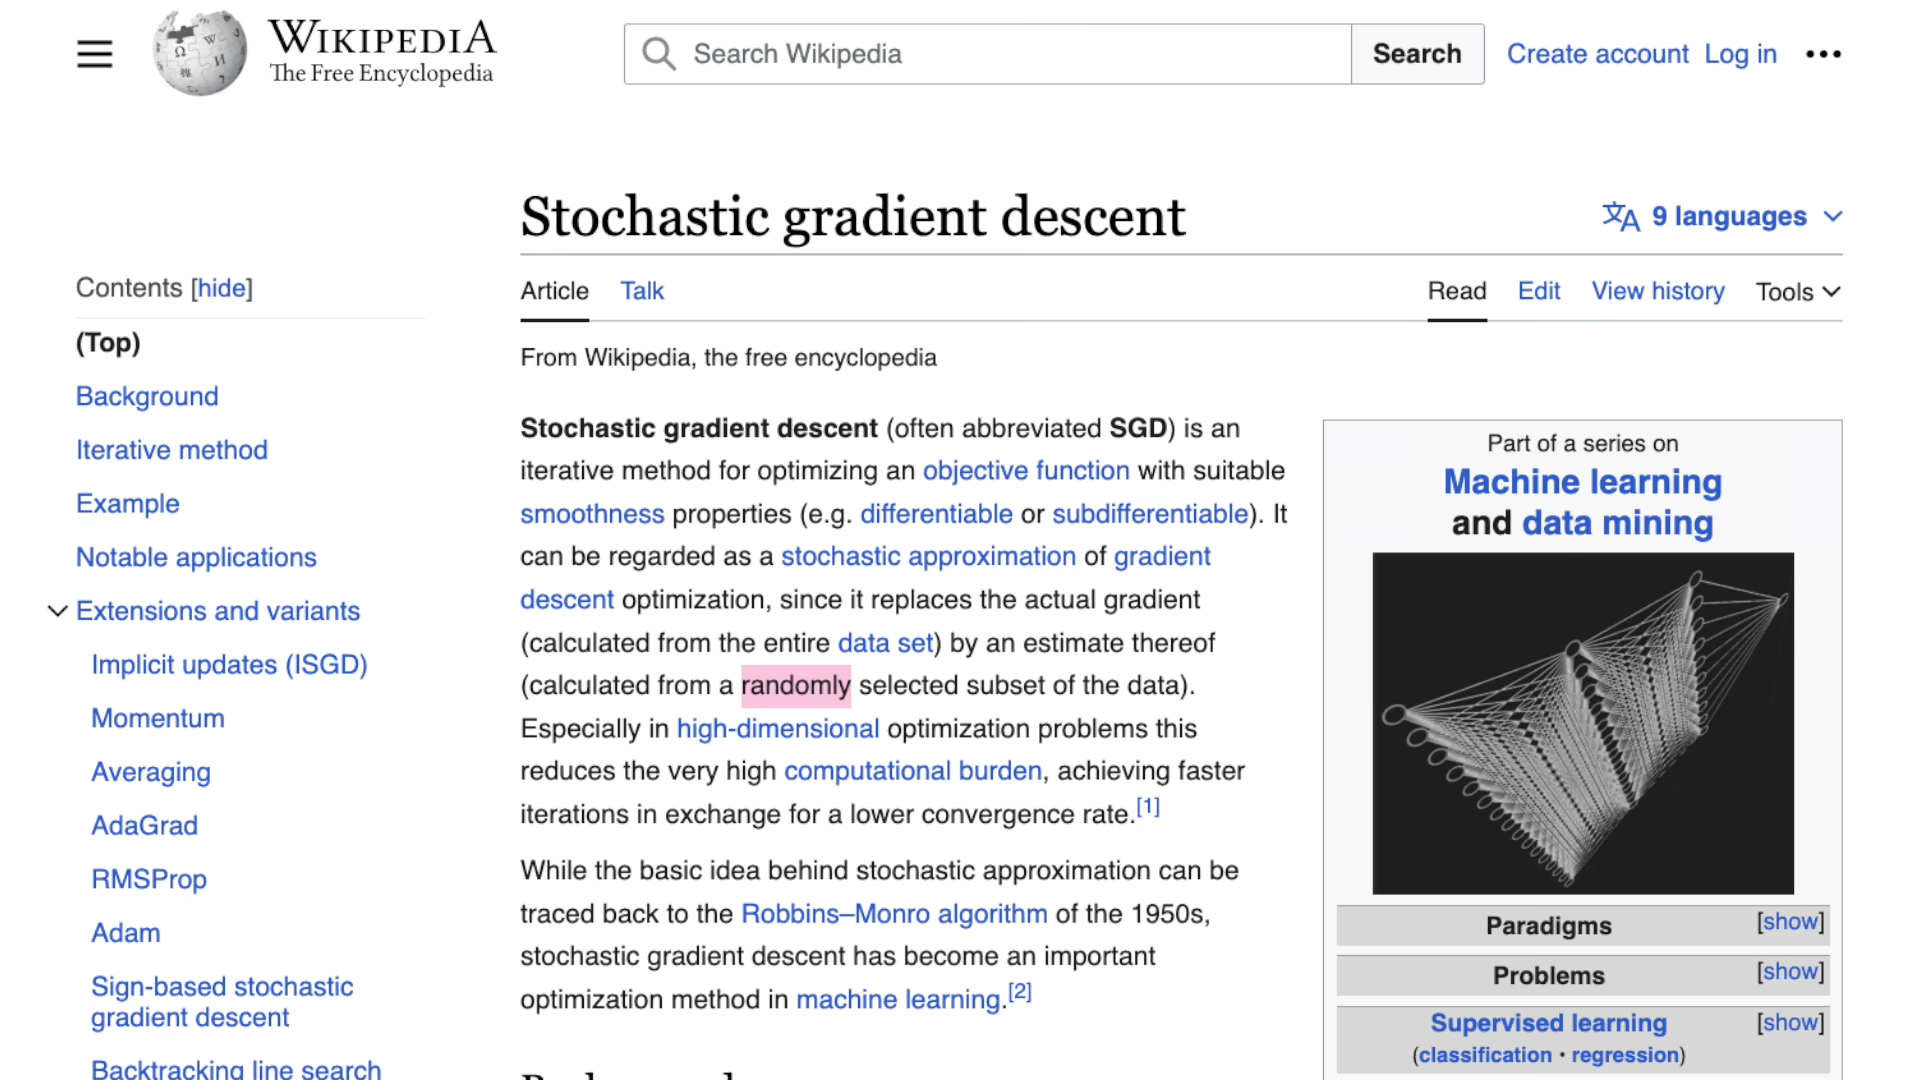 WIKIPEDIA
The Free Encyclopedia
Search Wikipedia
Search
Create account
Log in
Stochastic gradient descent
9 languages
Contents [hide]
(Top)
Background
Iterative method
Example
Notable applications
Extensions and variants
Implicit updates (ISGD)
Momentum
Averaging
AdaGrad
RMSProp
Adam
Sign-based stochastic
gradient descent
Backtracking line search
Article
Talk
Read
Edit
View history
Tools
From Wikipedia, the free encyclopedia
Stochastic gradient descent (often abbreviated SGD) is an
iterative method for optimizing an objective function with suitable
smoothness properties (e.g. differentiable or subdifferentiable). It
can be regarded as a stochastic approximation of gradient
descent optimization, since it replaces the actual gradient
(calculated from the entire data set) by an estimate thereof
(calculated from a randomly selected subset of the data).
Especially in high-dimensional optimization problems this
reduces the very high computational burden, achieving faster
iterations in exchange for a lower convergence rate.[1]
While the basic idea behind stochastic approximation can be
traced back to the Robbins–Monro algorithm of the 1950s,
stochastic gradient descent has become an important
optimization method in machine learning.[2]
Part of a series on
Machine learning
and data mining
Paradigms [show]
Problems [show]
Supervised learning [show]
(classification • regression)